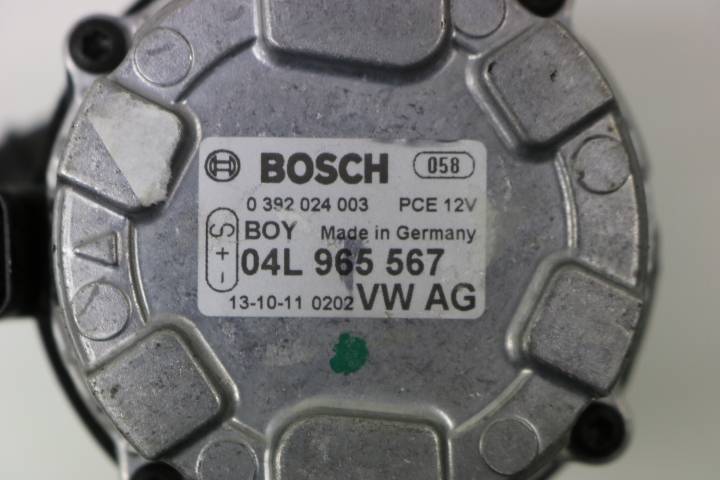 BOSCH 058
0 392 024 003 PCE 12V
S + - BOY Made in Germany
04L 965 567
13-10-11 0202 VW AG